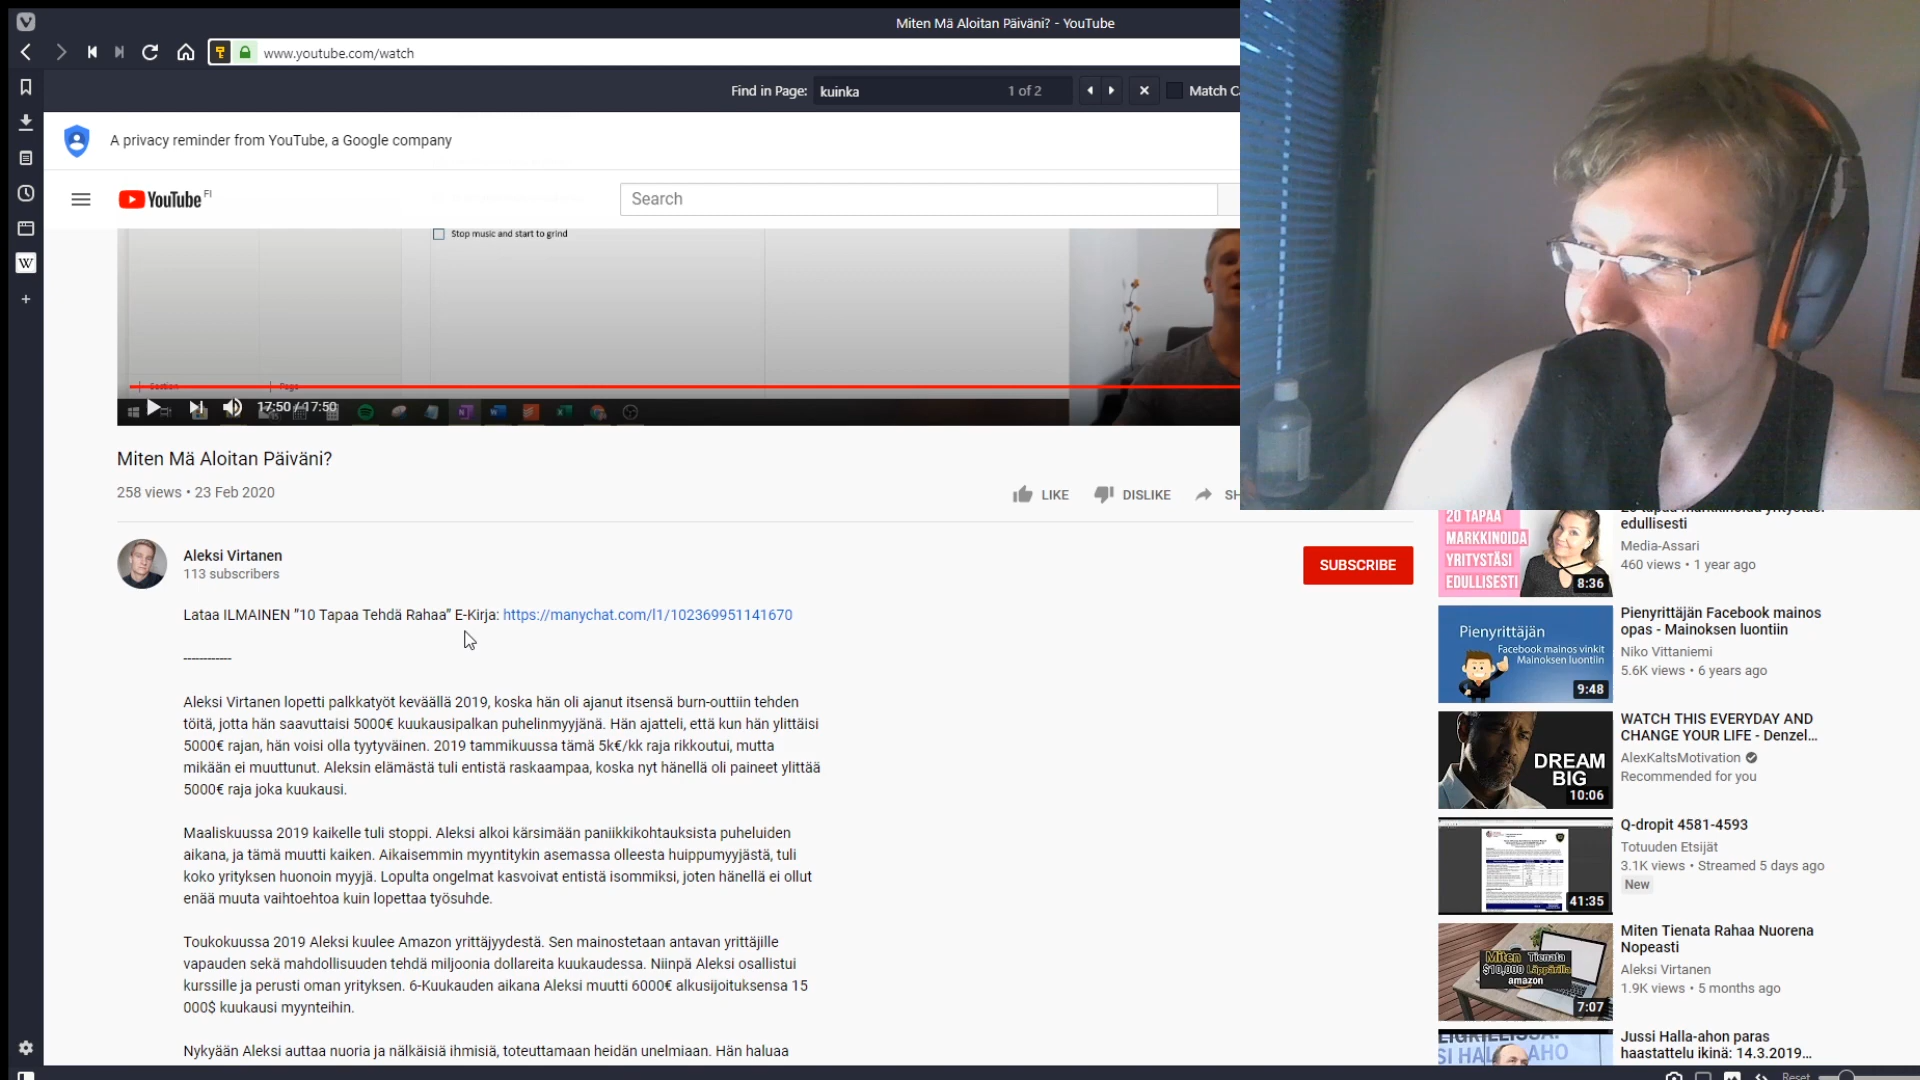 Miten Mä Aloitan Päiväni? - YouTube
www.youtube.com/watch
Find in Page: kuinka 1 of 2 Match C
A privacy reminder from YouTube, a Google company
YouTube FI
Search
Stop music and start to grind
Section Page
17:50 / 17:50
Miten Mä Aloitan Päiväni?
258 views • 23 Feb 2020
LIKE DISLIKE SH
Aleksi Virtanen
113 subscribers
SUBSCRIBE
Lataa ILMAINEN "10 Tapaa Tehdä Rahaa" E-Kirja: https://manychat.com/l1/102369951141670
------------
Aleksi Virtanen lopetti palkkatyöt keväällä 2019, koska hän oli ajanut itsensä burn-outtiin tehden
töitä, jotta hän saavuttaisi 5000€ kuukausipalkan puhelinmyyjänä. Hän ajatteli, että kun hän ylittäisi
5000€ rajan, hän voisi olla tyytyväinen. 2019 tammikuussa tämä 5k€/kk raja rikkoutui, mutta
mikään ei muuttunut. Aleksin elämästä tuli entistä raskaampaa, koska nyt hänellä oli paineet ylittää
5000€ raja joka kuukausi.
Maaliskuussa 2019 kaikelle tuli stoppi. Aleksi alkoi kärsimään paniikkikohtauksista puheluiden
aikana, ja tämä muutti kaiken. Aikaisemmin myyntitykin asemassa olleesta huippumyyjästä, tuli
koko yrityksen huonoin myyjä. Lopulta ongelmat kasvoivat entistä isommiksi, joten hänellä ei ollut
enää muuta vaihtoehtoa kuin lopettaa työsuhde.
Toukokuussa 2019 Aleksi kuulee Amazon yrittäjyydestä. Sen mainostetaan antavan yrittäjille
vapauden sekä mahdollisuuden tehdä miljoonia dollareita kuukaudessa. Niinpä Aleksi osallistui
kurssille ja perusti oman yrityksen. 6-Kuukauden aikana Aleksi muutti 6000€ alkusijoituksensa 15
000$ kuukausi myynteihin.
Nykyään Aleksi auttaa nuoria ja nälkäisiä ihmisiä, toteuttamaan heidän unelmiaan. Hän haluaa
20 TAPAA
MARKKINOIDA
YRITYSTÄSI
EDULLISESTI
8:36
20 tapaa markkinoida yritystäsi
edullisesti
Media-Assari
460 views • 1 year ago
Pienyrittäjän
Facebook mainos vinkit
Mainoksen luontiin
9:48
Pienyrittäjän Facebook mainos
opas - Mainoksen luontiin
Niko Vittaniemi
5.6K views • 6 years ago
DREAM
BIG
10:06
WATCH THIS EVERYDAY AND
CHANGE YOUR LIFE - Denzel...
AlexKaltsMotivation
Recommended for you
41:35
Q-dropit 4581-4593
Totuuden Etsijät
3.1K views • Streamed 5 days ago
New
Miten Tienata
$10,000 Läppärillä
amazon
7:07
Miten Tienata Rahaa Nuorena
Nopeasti
Aleksi Virtanen
1.9K views • 5 months ago
Jussi Halla-ahon paras
haastattelu ikinä: 14.3.2019...
Reset